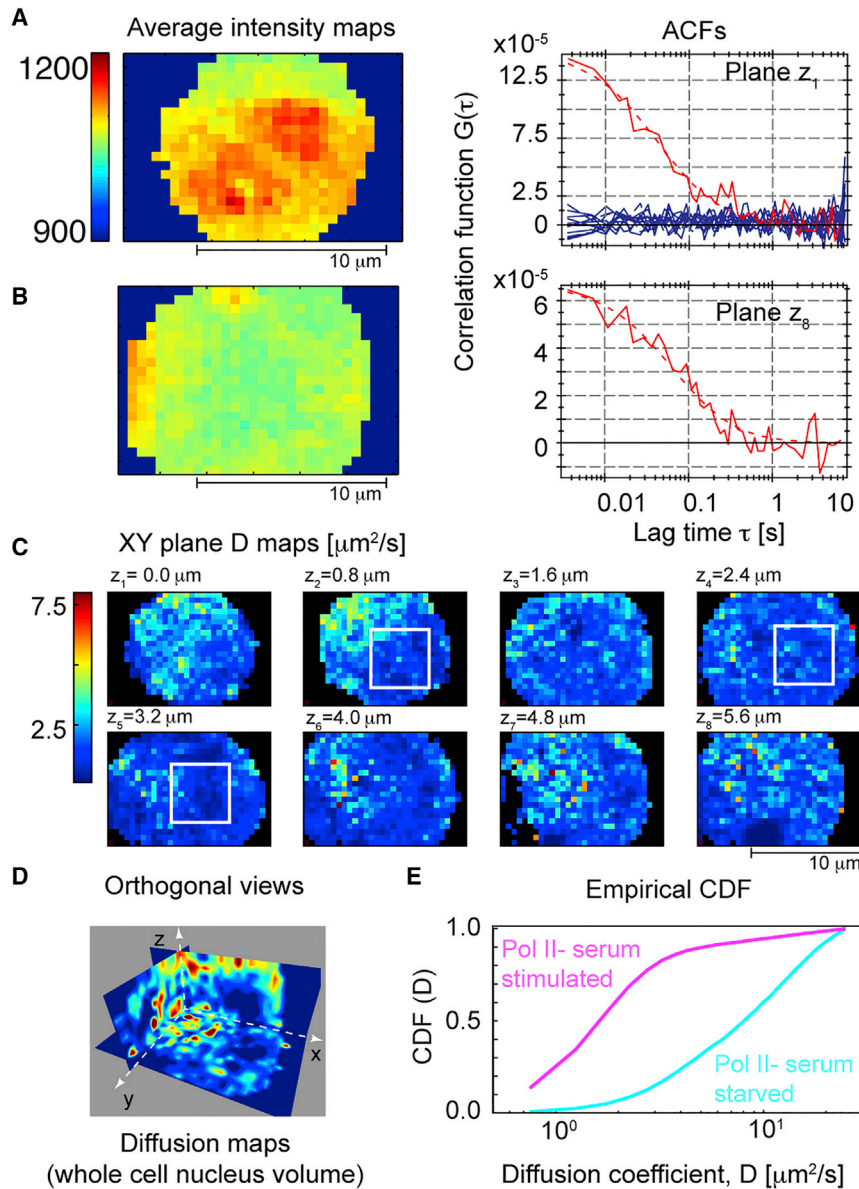 A
Average intensity maps
1200
900
10 μm
B
10 μm
ACFs
x10-5
Plane z1
12.5
7.5
2.5
0
Correlation function G(τ)
x10-5
Plane z8
6
4
2
0
0.01
0.1
1
10
Lag time τ [s]
C
XY plane D maps [μm2/s]
7.5
2.5
z1= 0.0 μm
z2=0.8 μm
z3=1.6 μm
z4=2.4 μm
z5=3.2 μm
z6=4.0 μm
z7=4.8 μm
z8=5.6 μm
10 μm
D
Orthogonal views
z
x
y
Diffusion maps
(whole cell nucleus volume)
E
Empirical CDF
1.0
0.5
0.0
CDF (D)
Pol II- serum
stimulated
Pol II- serum
starved
100
101
Diffusion coefficient, D [μm2/s]